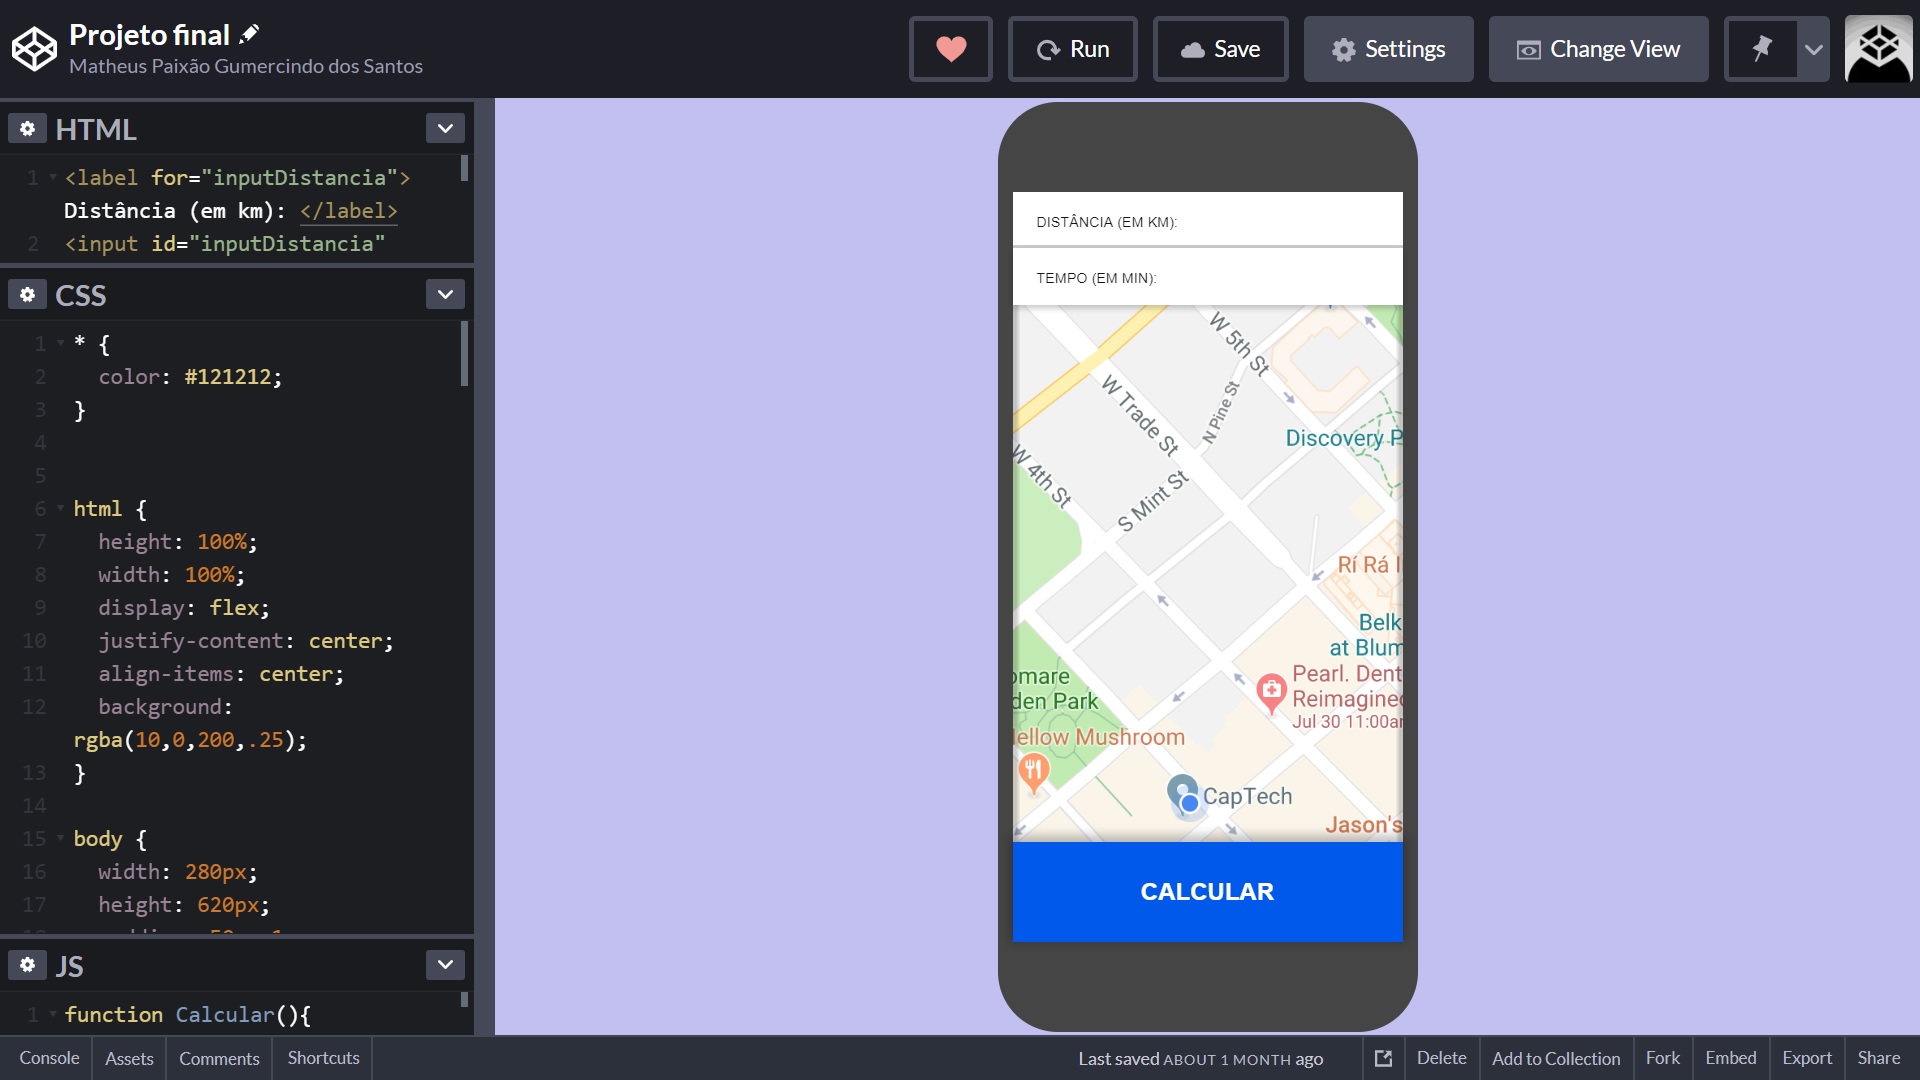 Projeto final
Matheus Paixão Gumercindo dos Santos
Run
Save
Settings
Change View
HTML
1 <label for="inputDistancia">
Distância (em km): </label>
2 <input id="inputDistancia"
CSS
1 * {
2 color: #121212;
3 }
4
5
6 html {
7 height: 100%;
8 width: 100%;
9 display: flex;
10 justify-content: center;
11 align-items: center;
12 background:
rgba(10,0,200,.25);
13 }
14
15 body {
16 width: 280px;
17 height: 620px;
JS
1 function Calcular(){
DISTÂNCIA (EM KM):
TEMPO (EM MIN):
W 5th St
W Trade St
N Pine St
Discovery P
W 4th St
S Mint St
Rí Rá I
Belk
at Blum
omare
den Park
Pearl. Dent
Reimagined
Jul 30 11:00am
ellow Mushroom
CapTech
Jason's
CALCULAR
Console
Assets
Comments
Shortcuts
Last saved ABOUT 1 MONTH ago
Delete
Add to Collection
Fork
Embed
Export
Share